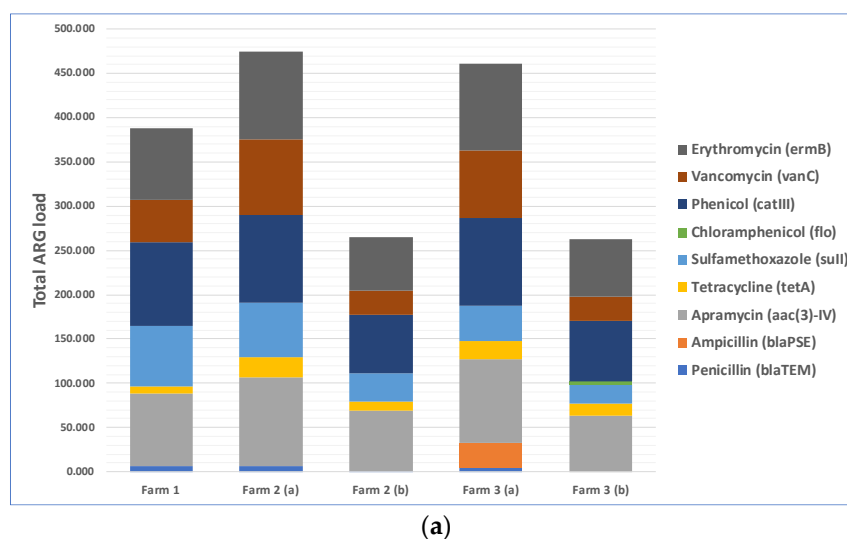 500.000
450.000
400.000
350.000
300.000
250.000
200.000
150.000
100.000
50.000
0.000
Total ARG load
Farm 1
Farm 2 (a)
Farm 2 (b)
Farm 3 (a)
Farm 3 (b)
Erythromycin (ermB)
Vancomycin (vanC)
Phenicol (catIII)
Chloramphenicol (flo)
Sulfamethoxazole (sulI)
Tetracycline (tetA)
Apramycin (aac(3)-IV)
Ampicillin (blaPSE)
Penicillin (blaTEM)
(a)